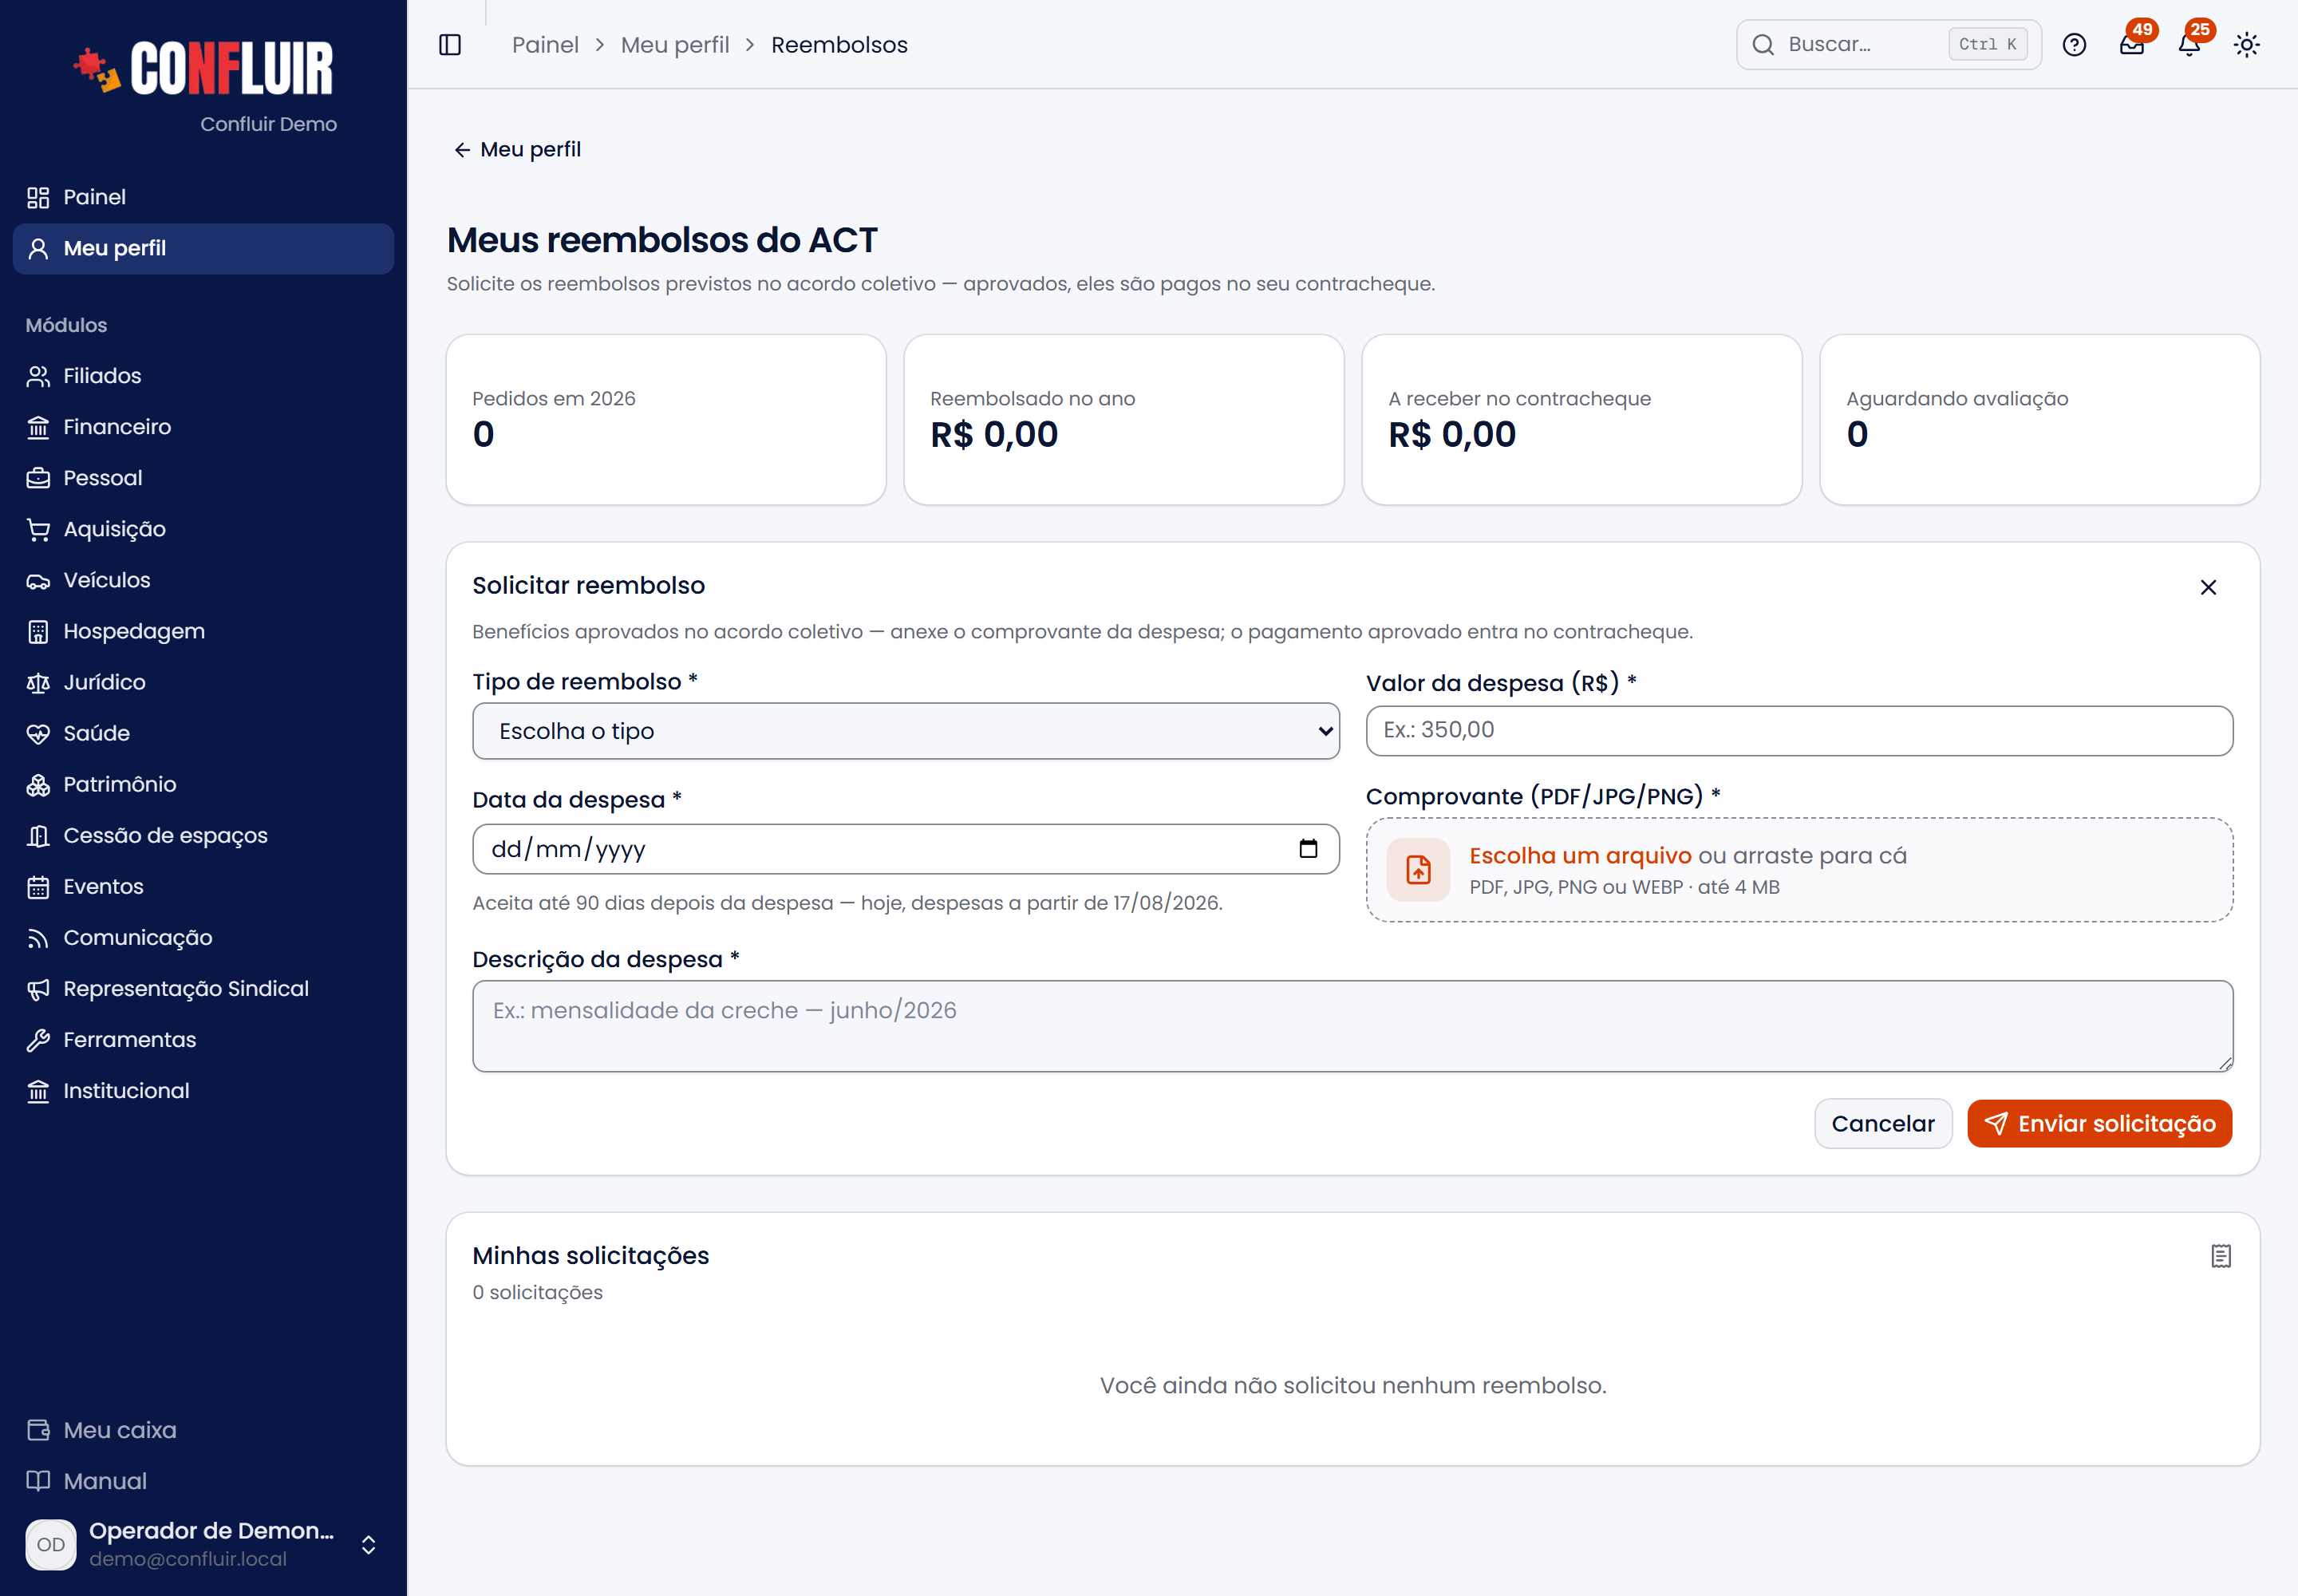 CONFLUIR
Confluir Demo
Painel
Meu perfil
Módulos
Filiados
Financeiro
Pessoal
Aquisição
Veículos
Hospedagem
Jurídico
Saúde
Patrimônio
Cessão de espaços
Eventos
Comunicação
Representação Sindical
Ferramentas
Institucional
Meu caixa
Manual
OD
Operador de Demon...
demo@confluir.local
Painel > Meu perfil > Reembolsos
Buscar...
Ctrl K
49
25
Meu perfil
Meus reembolsos do ACT
Solicite os reembolsos previstos no acordo coletivo — aprovados, eles são pagos no seu contracheque.
Pedidos em 2026
0
Reembolsado no ano
R$ 0,00
A receber no contracheque
R$ 0,00
Aguardando avaliação
0
Solicitar reembolso
Benefícios aprovados no acordo coletivo — anexe o comprovante da despesa; o pagamento aprovado entra no contracheque.
Tipo de reembolso *
Escolha o tipo
Valor da despesa (R$) *
Ex.: 350,00
Data da despesa *
dd/mm/yyyy
Aceita até 90 dias depois da despesa — hoje, despesas a partir de 17/08/2026.
Comprovante (PDF/JPG/PNG) *
Escolha um arquivo ou arraste para cá
PDF, JPG, PNG ou WEBP · até 4 MB
Descrição da despesa *
Ex.: mensalidade da creche — junho/2026
Cancelar
Enviar solicitação
Minhas solicitações
0 solicitações
Você ainda não solicitou nenhum reembolso.